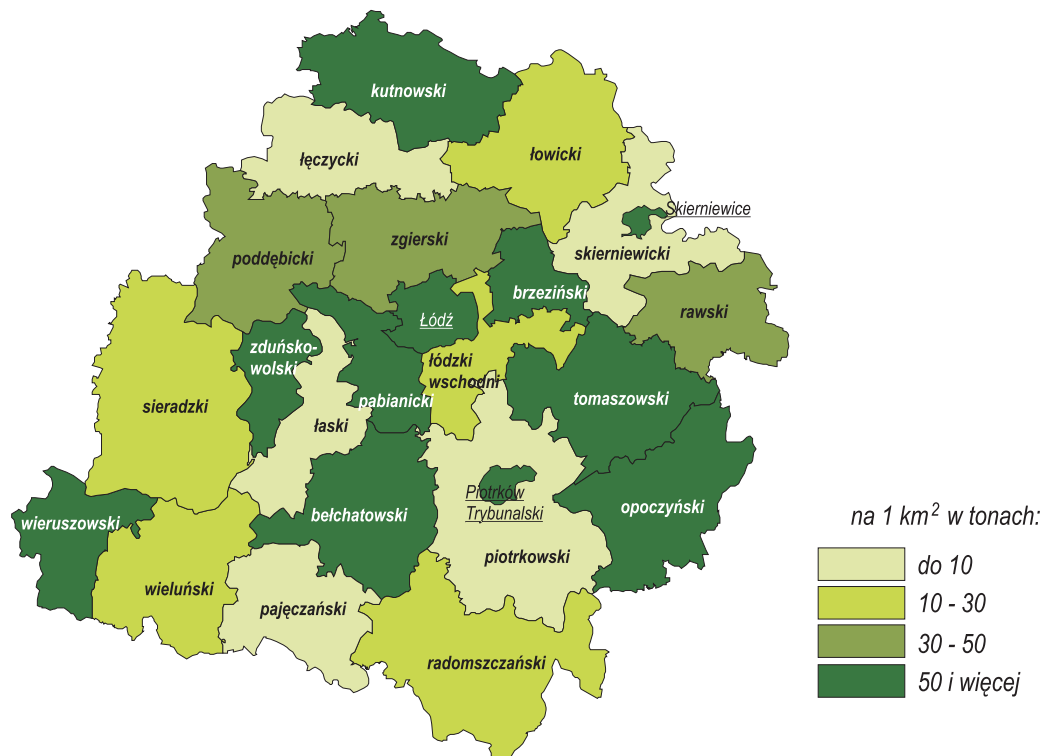 kutnowski
łęczycki
łowicki
Skierniewice
skierniewicki
zgierski
poddębicki
brzeziński
rawski
Łódź
zduńsko-
wolski
łódzki
wschodni
pabianicki
tomaszowski
sieradzki
łaski
Piotrków
Trybunalski
opoczyński
wieruszowski
bełchatowski
piotrkowski
wieluński
pajęczański
radomszczański
na 1 km² w tonach:
do 10
10 - 30
30 - 50
50 i więcej